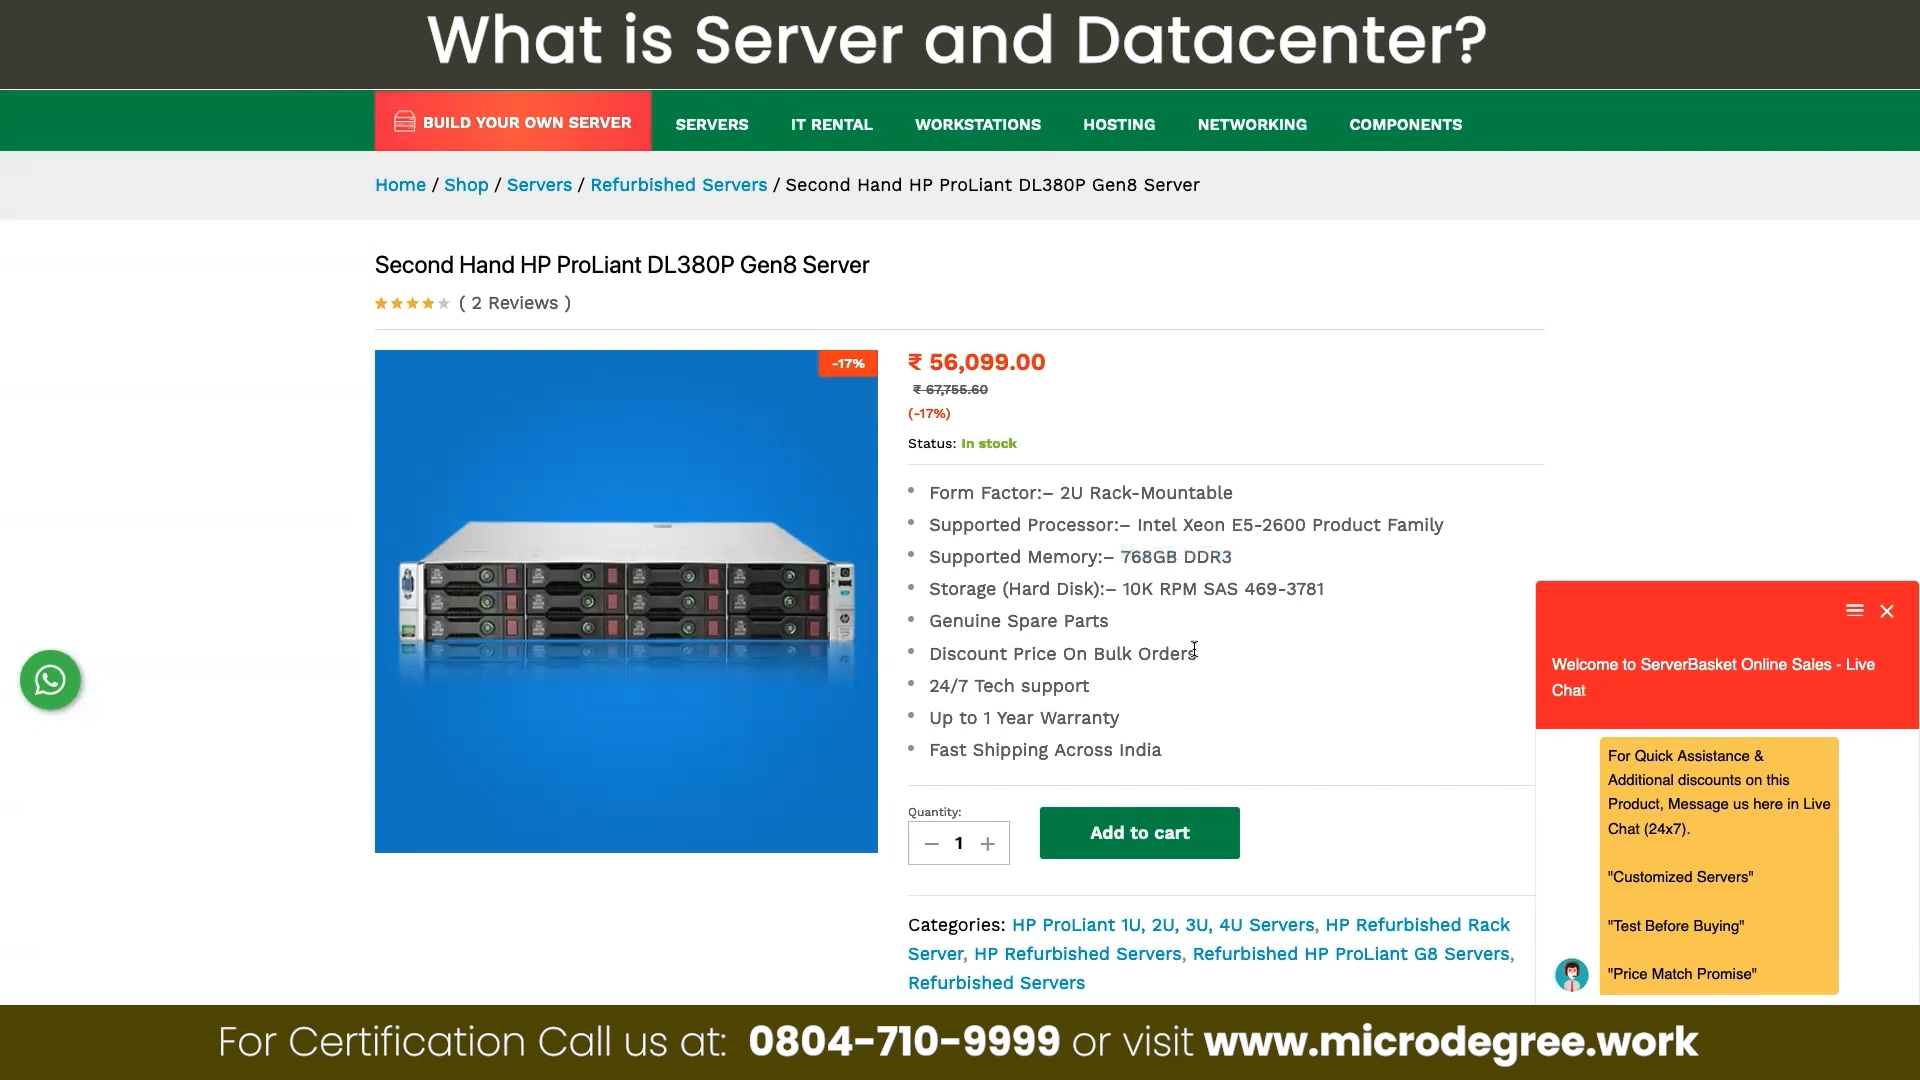 What is Server and Datacenter?
BUILD YOUR OWN SERVER SERVERS IT RENTAL WORKSTATIONS HOSTING NETWORKING COMPONENTS
Home / Shop / Servers / Refurbished Servers / Second Hand HP ProLiant DL380P Gen8 Server
Second Hand HP ProLiant DL380P Gen8 Server
( 2 Reviews )
-17%
₹ 56,099.00
₹ 67,755.60
(-17%)
Status: In stock
Form Factor:– 2U Rack-Mountable
Supported Processor:– Intel Xeon E5-2600 Product Family
Supported Memory:– 768GB DDR3
Storage (Hard Disk):– 10K RPM SAS 469-3781
Genuine Spare Parts
Discount Price On Bulk Orders
24/7 Tech support
Up to 1 Year Warranty
Fast Shipping Across India
Quantity:
1
Add to cart
Categories: HP ProLiant 1U, 2U, 3U, 4U Servers, HP Refurbished Rack
Server, HP Refurbished Servers, Refurbished HP ProLiant G8 Servers,
Refurbished Servers
Welcome to ServerBasket Online Sales - Live
Chat
For Quick Assistance &
Additional discounts on this
Product, Message us here in Live
Chat (24x7).
"Customized Servers"
"Test Before Buying"
"Price Match Promise"
For Certification Call us at: 0804-710-9999 or visit www.microdegree.work